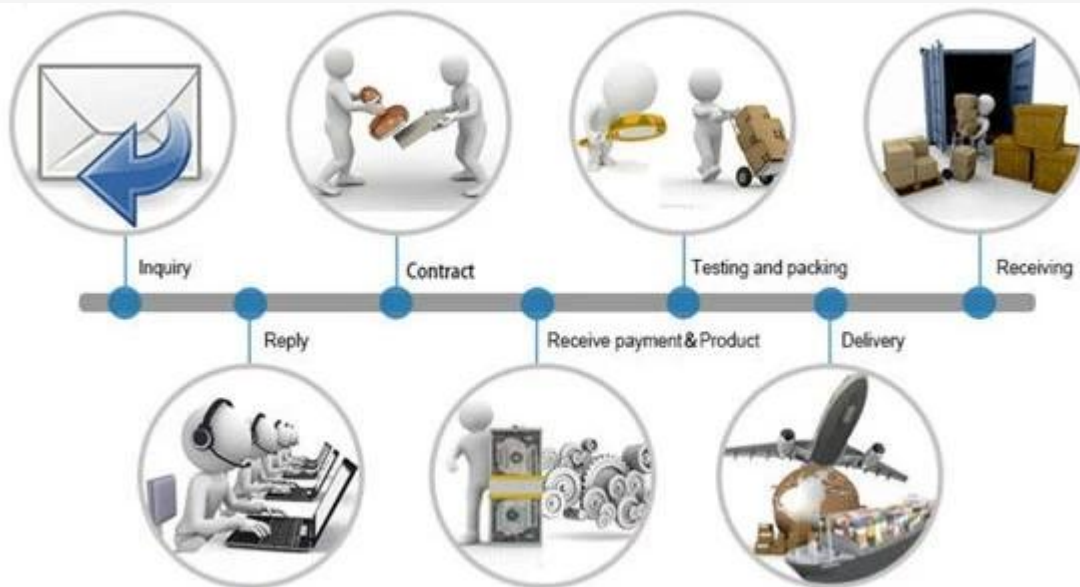 Inquiry
Reply
Contract
Receive payment&Product
Testing and packing
Delivery
Receiving